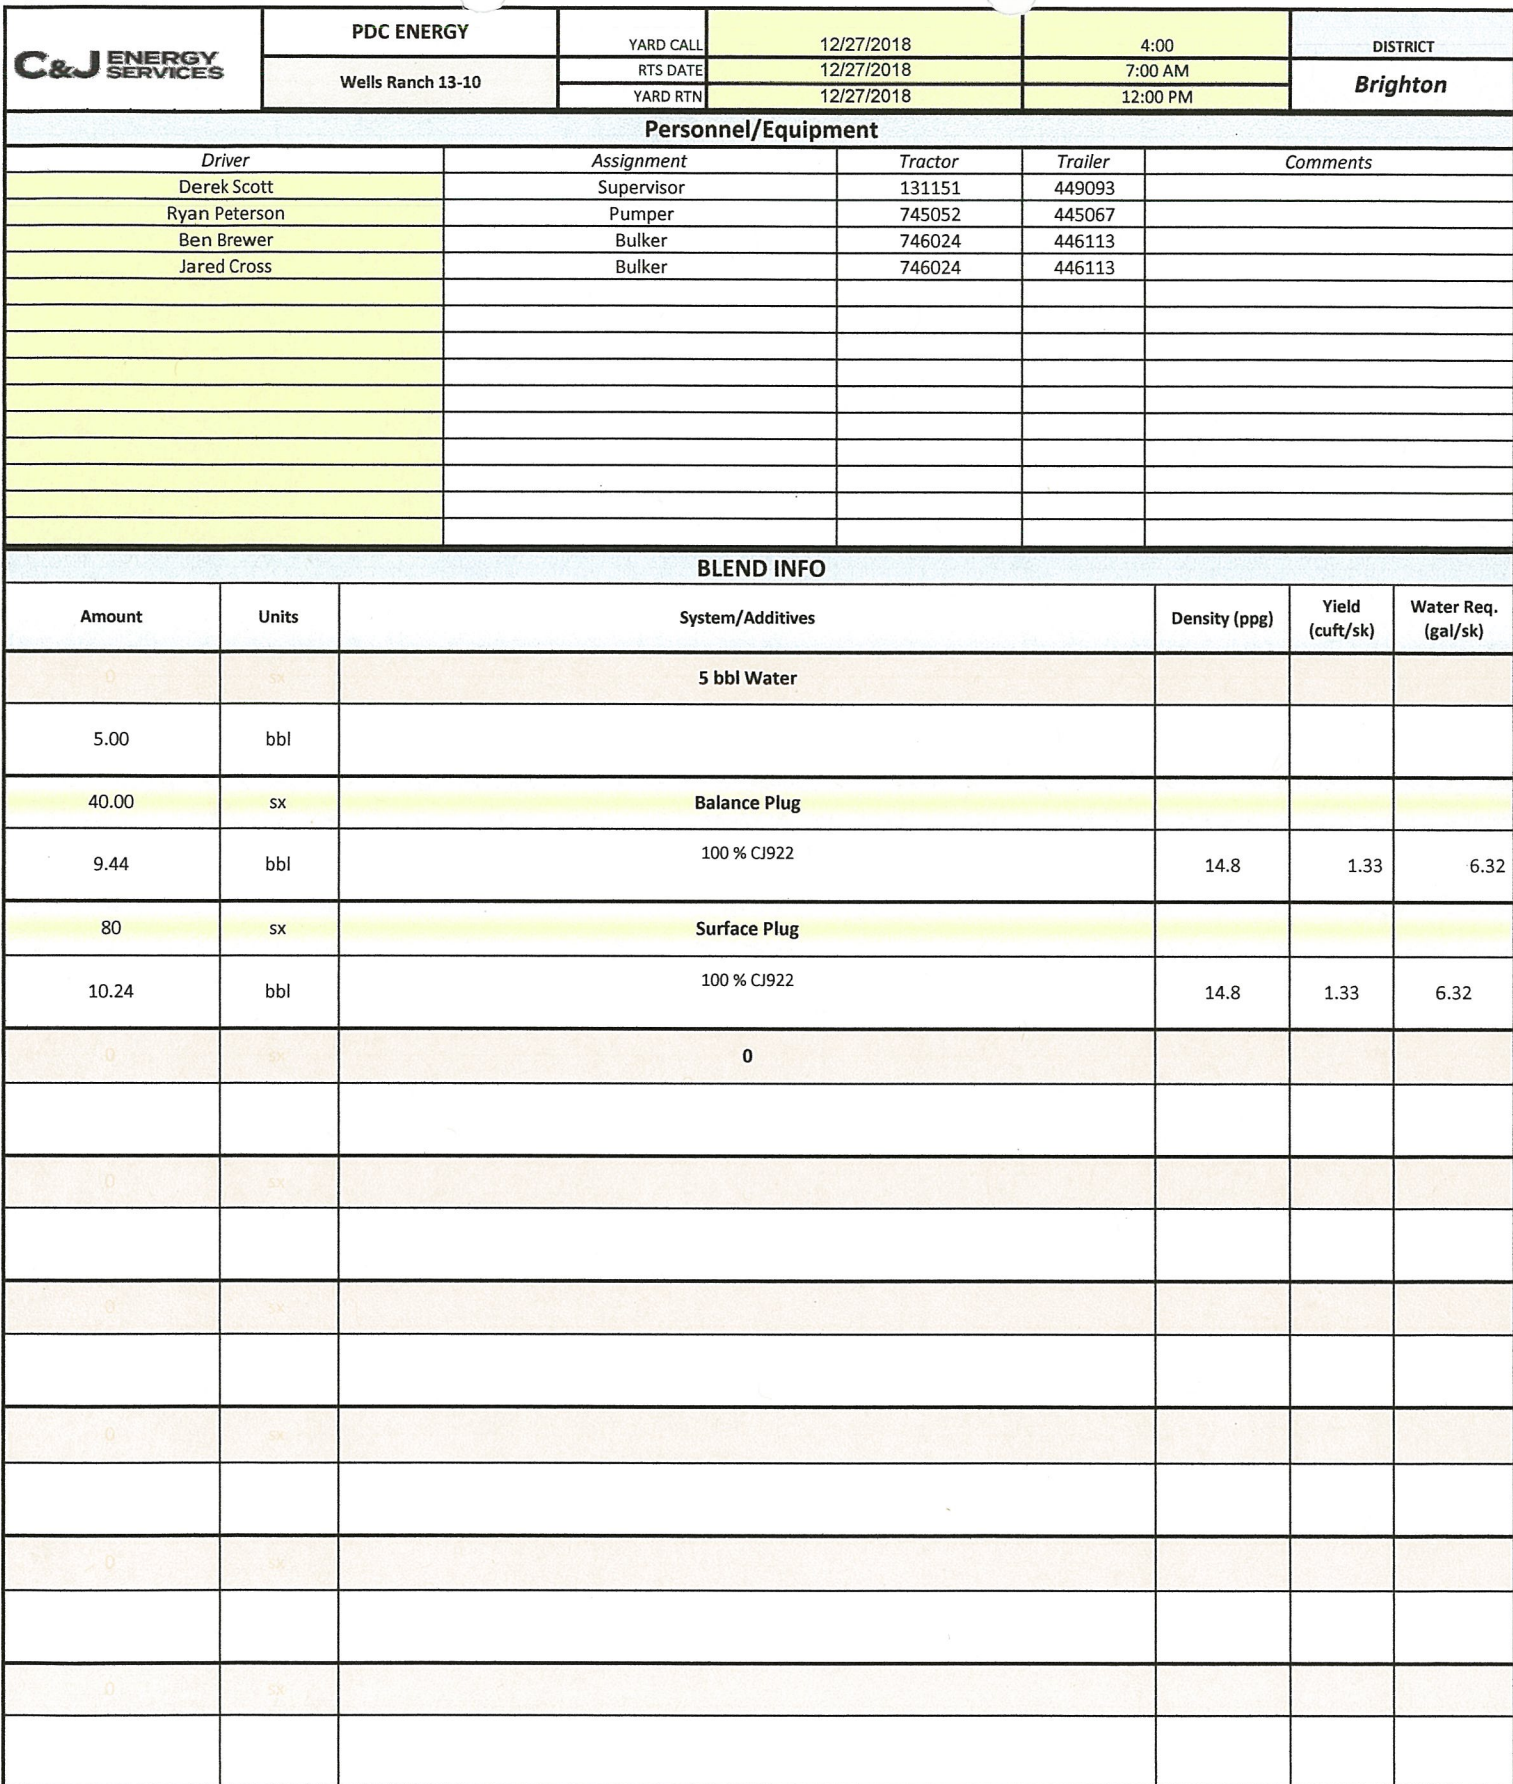 C&J ENERGY SERVICES
PDC ENERGY
Wells Ranch 13-10
YARD CALL 12/27/2018 4:00
RTS DATE 12/27/2018 7:00 AM
YARD RTN 12/27/2018 12:00 PM
DISTRICT
Brighton
Personnel/Equipment
Driver Assignment Tractor Trailer Comments
Derek Scott Supervisor 131151 449093
Ryan Peterson Pumper 745052 445067
Ben Brewer Bulker 746024 446113
Jared Cross Bulker 746024 446113
BLEND INFO
Amount Units System/Additives Density (ppg) Yield (cuft/sk) Water Req. (gal/sk)
0 sx 5 bbl Water
5.00 bbl
40.00 sx Balance Plug
9.44 bbl 100 % CJ922 14.8 1.33 6.32
80 sx Surface Plug
10.24 bbl 100 % CJ922 14.8 1.33 6.32
0 sx 0
0 sx
0 sx
0 sx
0 sx
0 sx